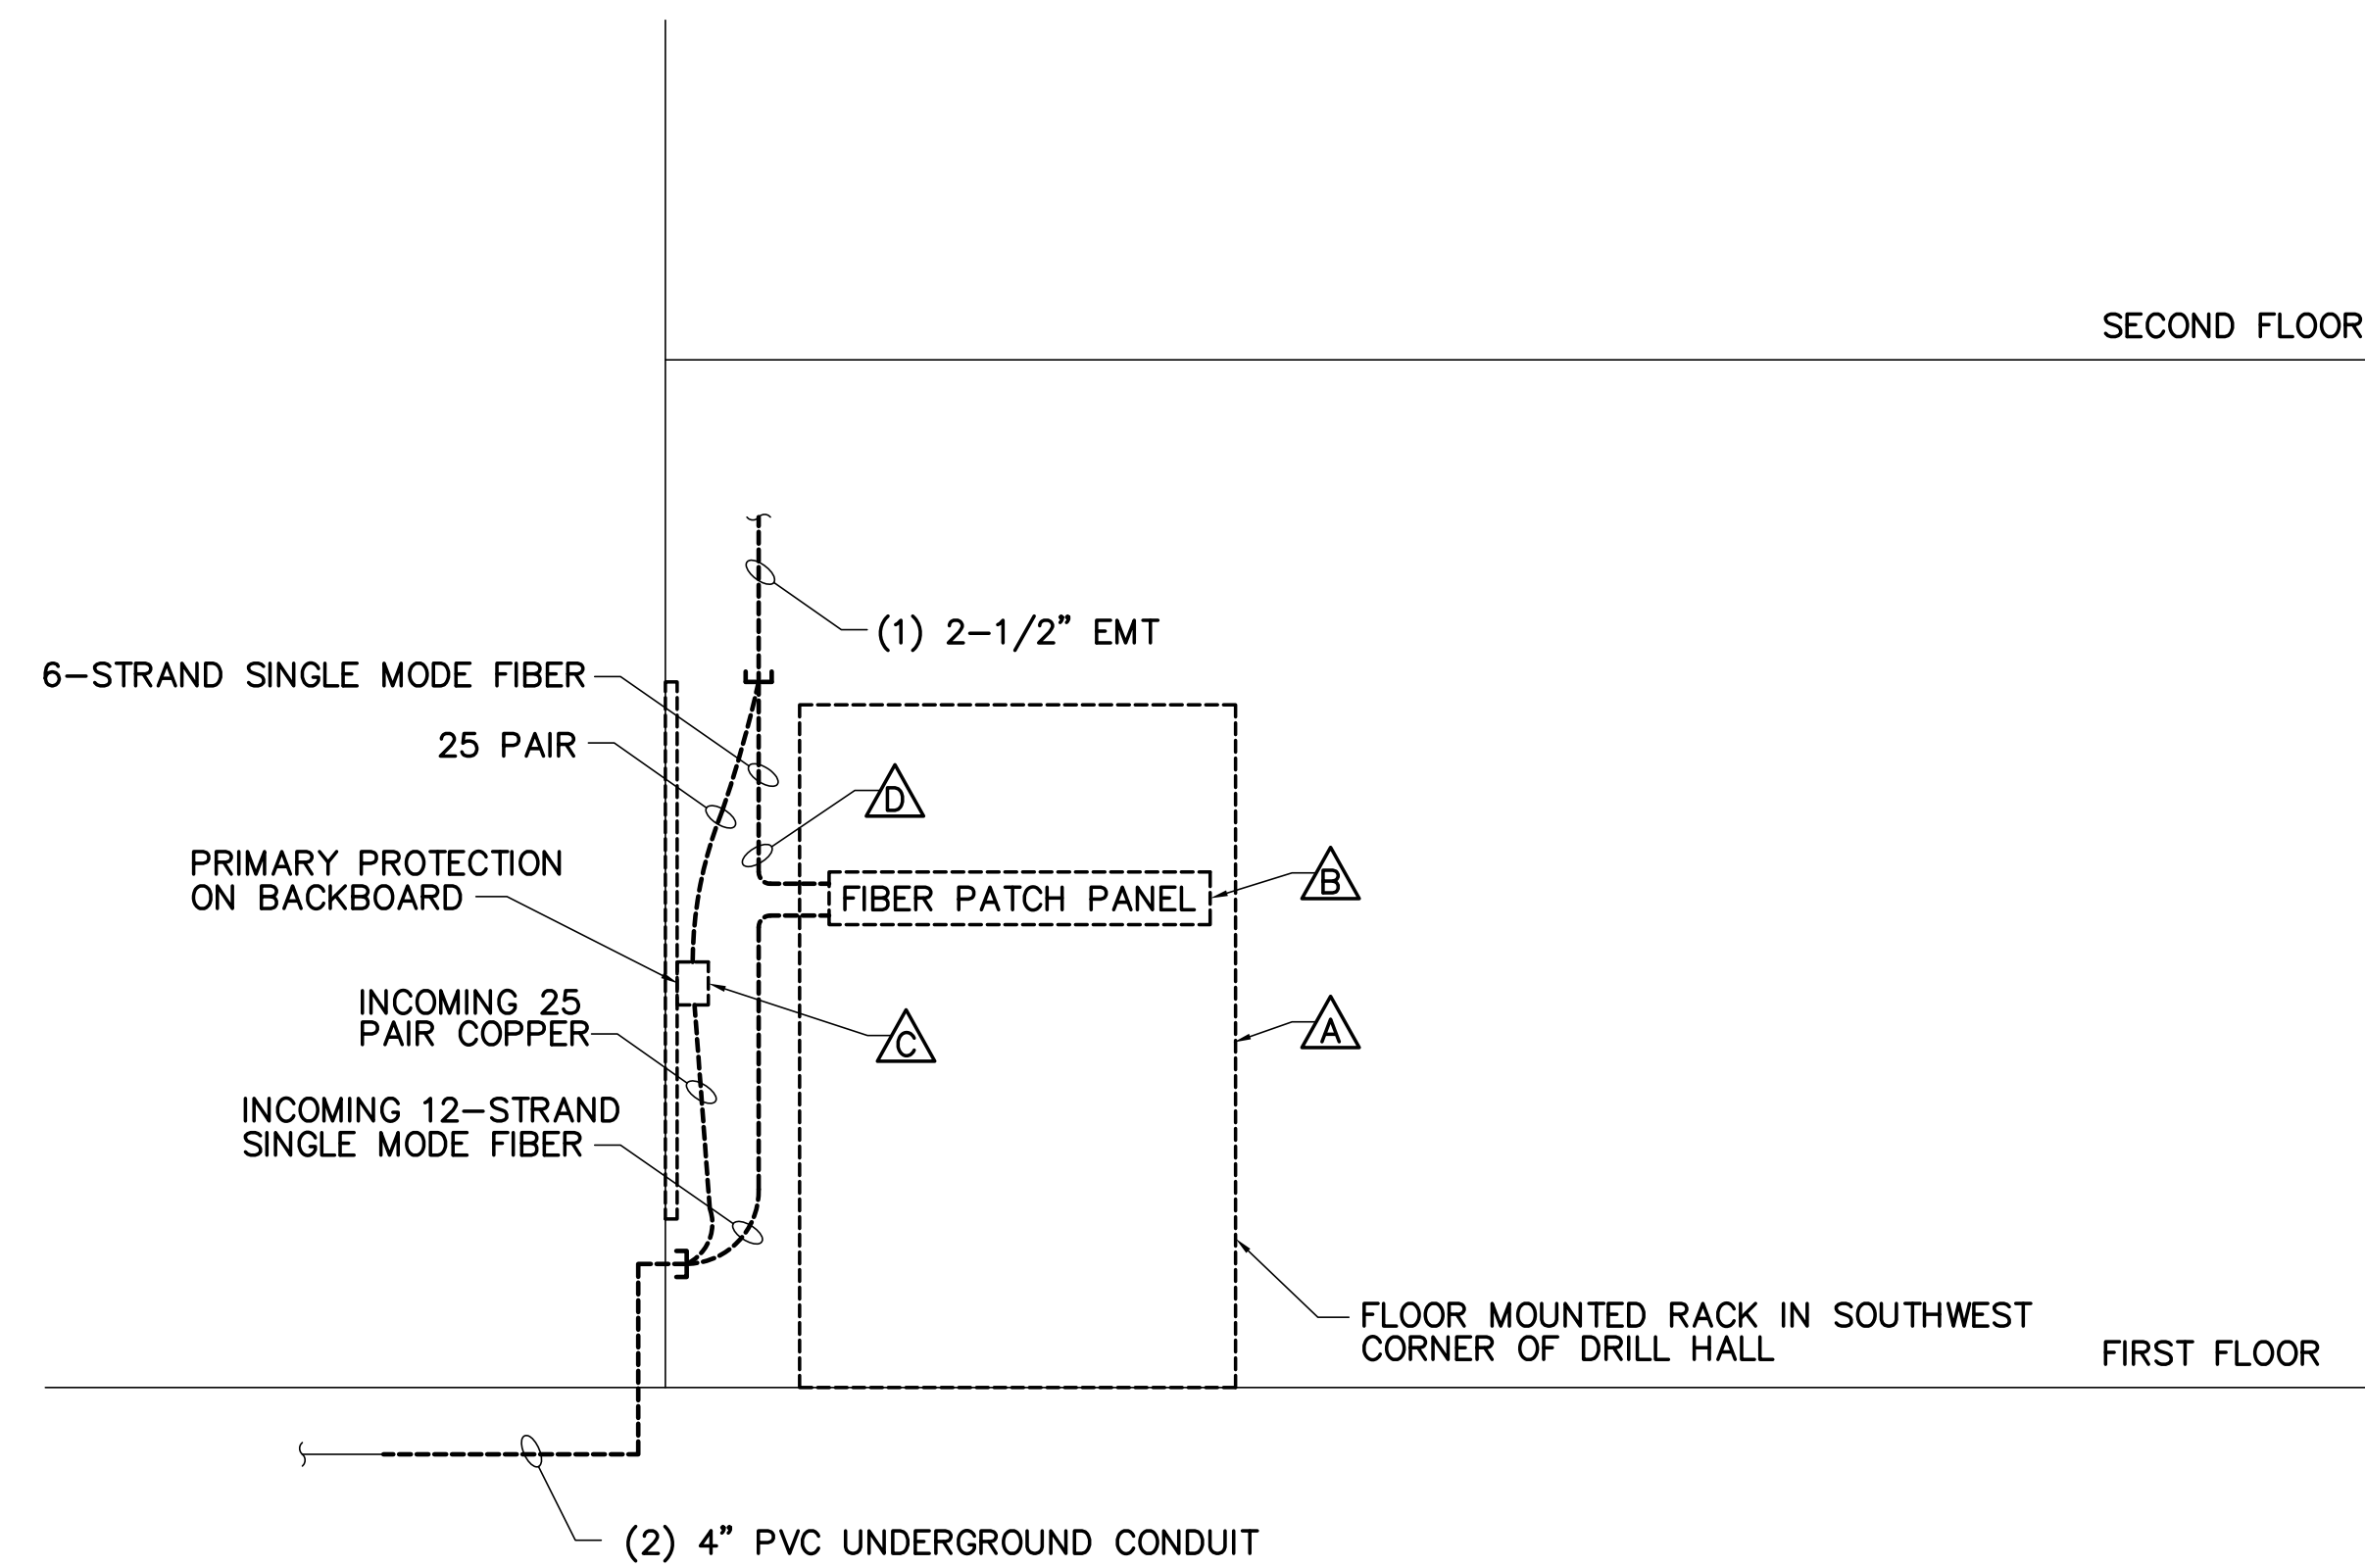 SECOND FLOOR
(1) 2-1/2" EMT
6-STRAND SINGLE MODE FIBER
25 PAIR
D
PRIMARY PROTECTION
ON BACKBOARD
FIBER PATCH PANEL
B
INCOMING 25
PAIR COPPER
C
A
INCOMING 12-STRAND
SINGLE MODE FIBER
FLOOR MOUNTED RACK IN SOUTHWEST
CORNER OF DRILL HALL
FIRST FLOOR
(2) 4" PVC UNDERGROUND CONDUIT